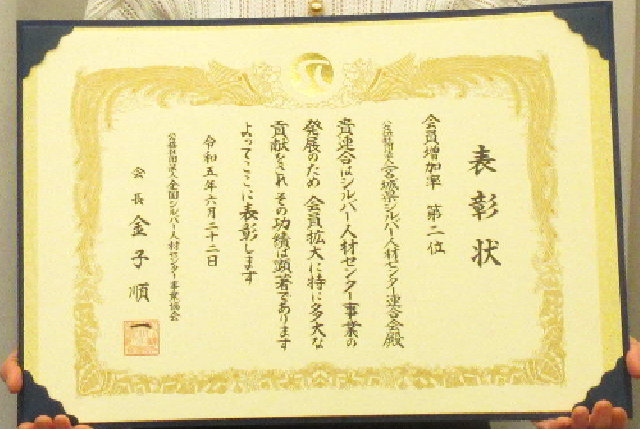 表彰状
会員増加率 第二位
公益社団法人宮城県シルバー人材センター連合会殿
貴連合はシルバー人材センター事業の
発展のため会員拡大に特に多大な
貢献をされその功績は顕著であります
よってここに表彰します
令和五年六月二十二日
公益社団法人全国シルバー人材センター事業協会
会長 金子順一